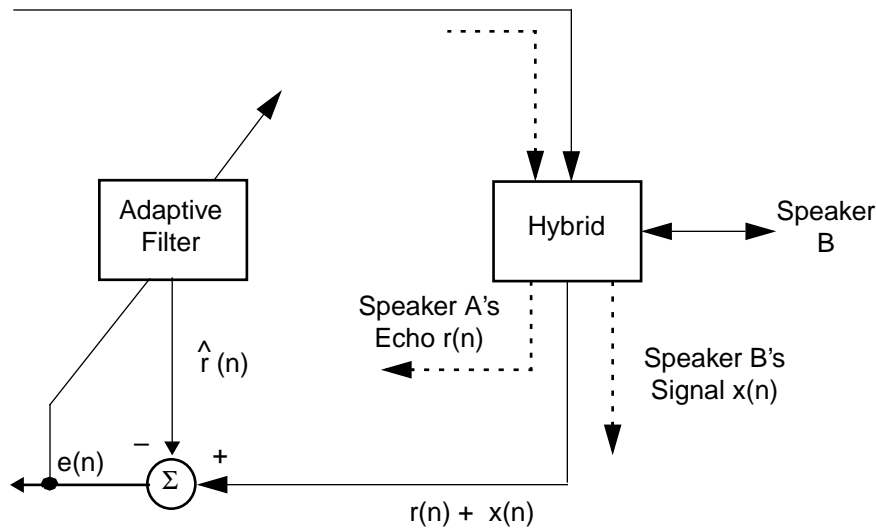 Adaptive
Filter
Hybrid
Speaker
B
Speaker A's
Echo r(n)
^
r (n)
Speaker B's
Signal x(n)
−
+
e(n)
Σ
r(n) + x(n)